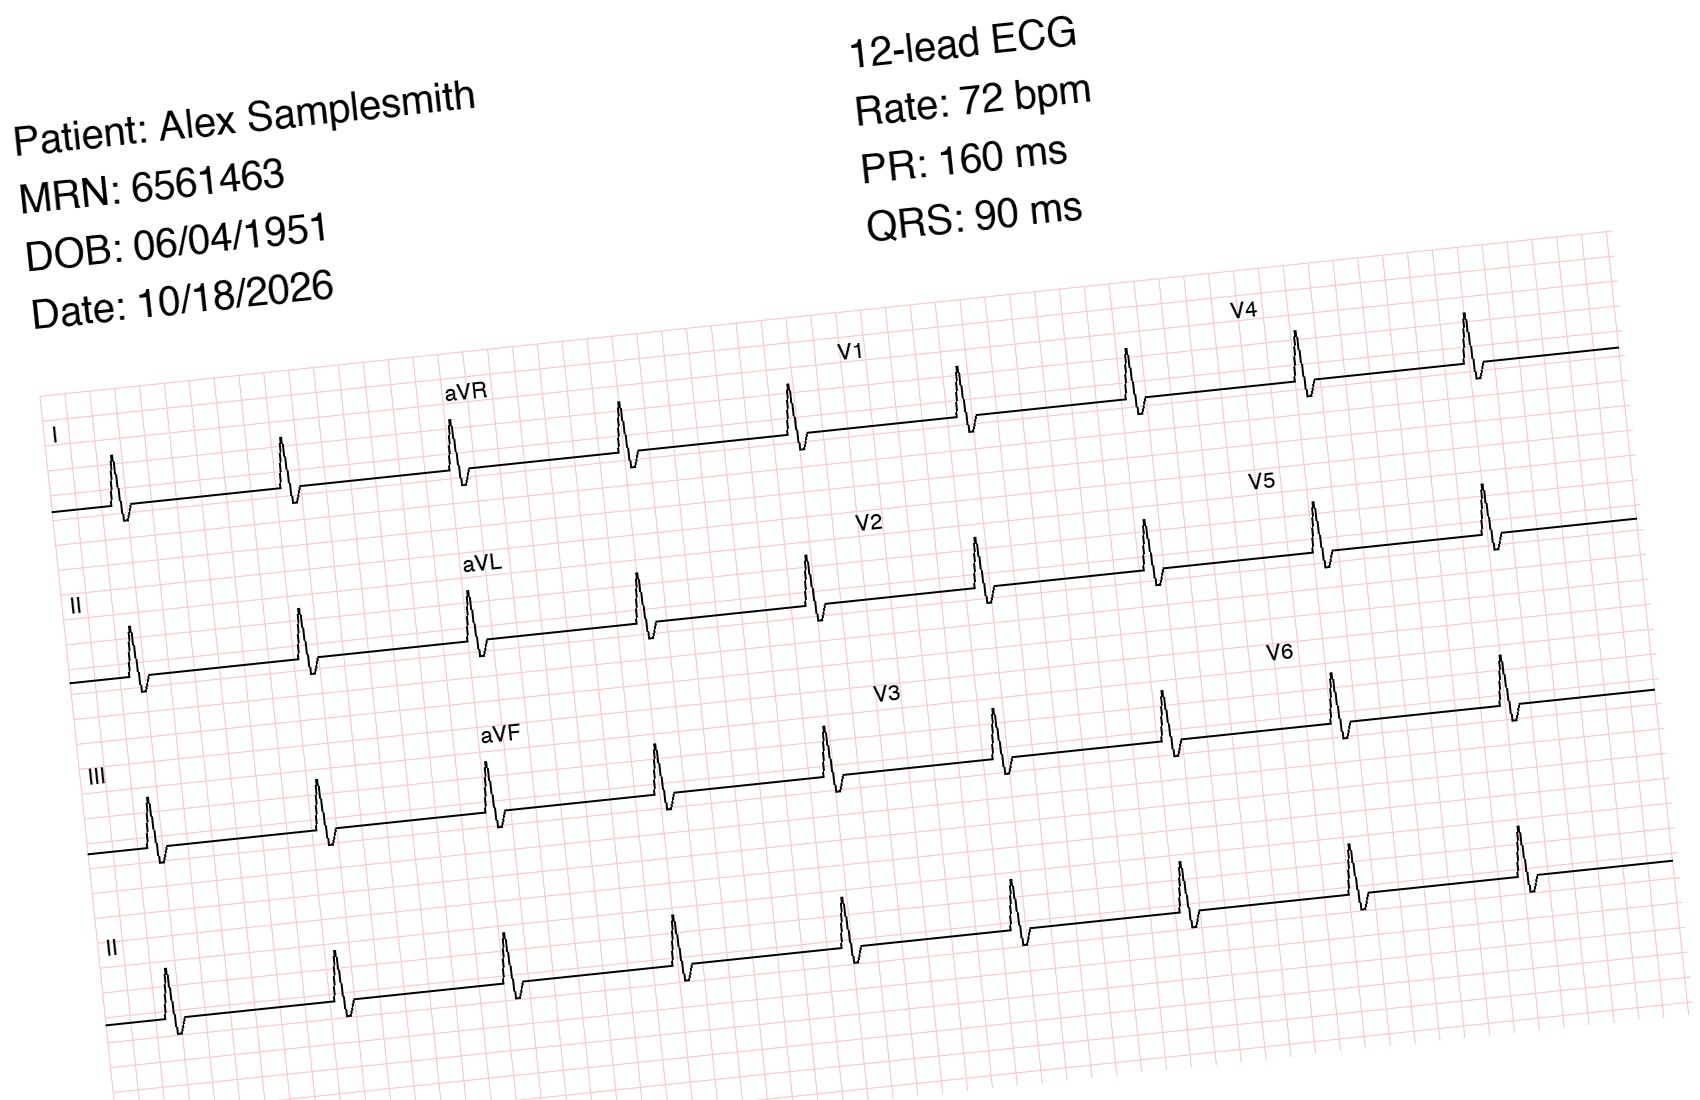 Patient: Alex Samplesmith
MRN: 6561463
DOB: 06/04/1951
Date: 10/18/2026
12-lead ECG
Rate: 72 bpm
PR: 160 ms
QRS: 90 ms
I
aVR
V1
V4
II
aVL
V2
V5
III
aVF
V3
V6
II